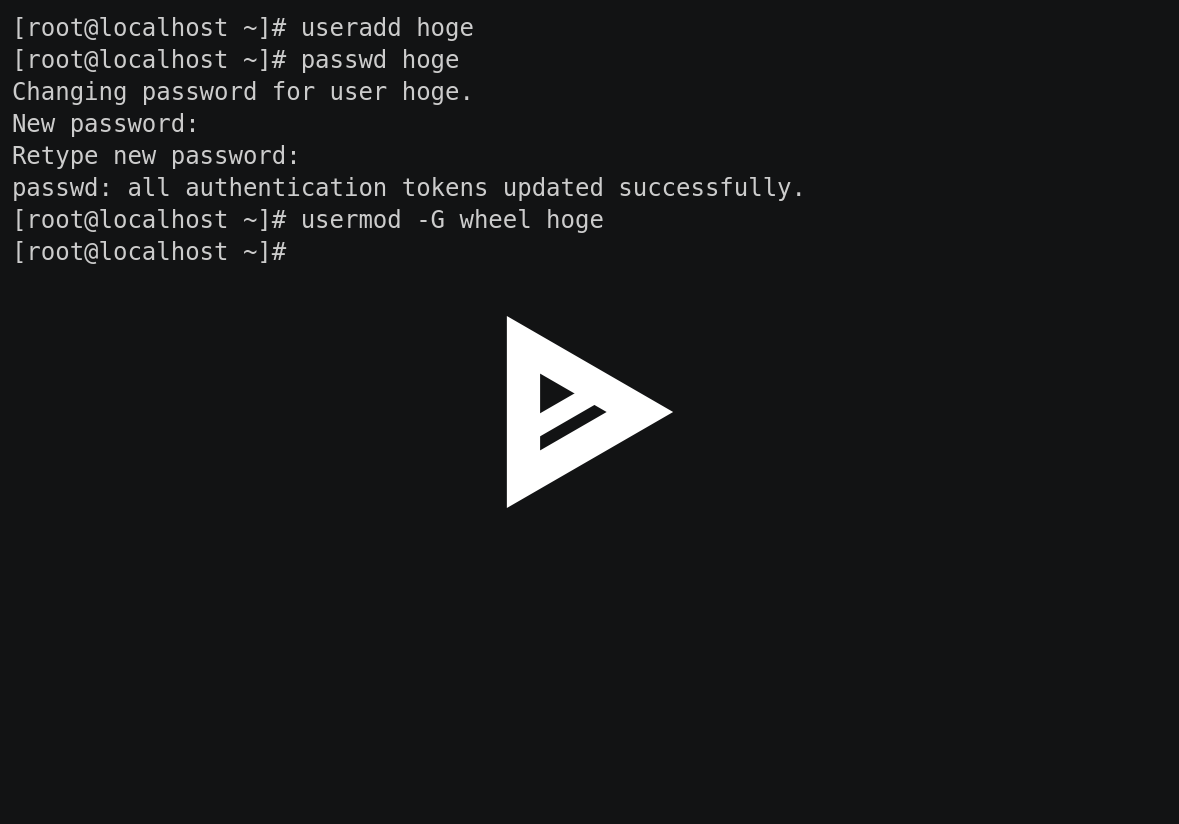 [root@localhost ~]# useradd hoge
[root@localhost ~]# passwd hoge
Changing password for user hoge.
New password:
Retype new password:
passwd: all authentication tokens updated successfully.
[root@localhost ~]# usermod -G wheel hoge
[root@localhost ~]#